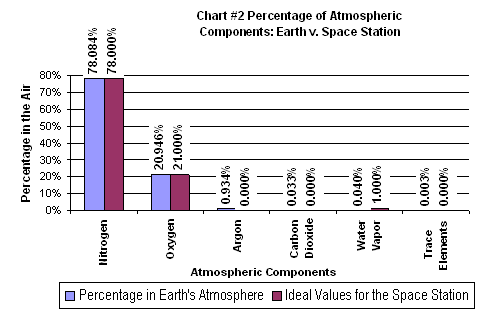 Chart #2 Percentage of Atmospheric
Components: Earth v. Space Station
Percentage in the Air
80%
70%
60%
50%
40%
30%
20%
10%
0%
78.084%
78.000%
20.946%
21.000%
0.934%
0.000%
0.033%
0.000%
0.040%
1.000%
0.003%
0.000%
Nitrogen
Oxygen
Argon
Carbon
Dioxide
Water
Vapor
Trace
Elements
Atmospheric Components
Percentage in Earth's Atmosphere
Ideal Values for the Space Station